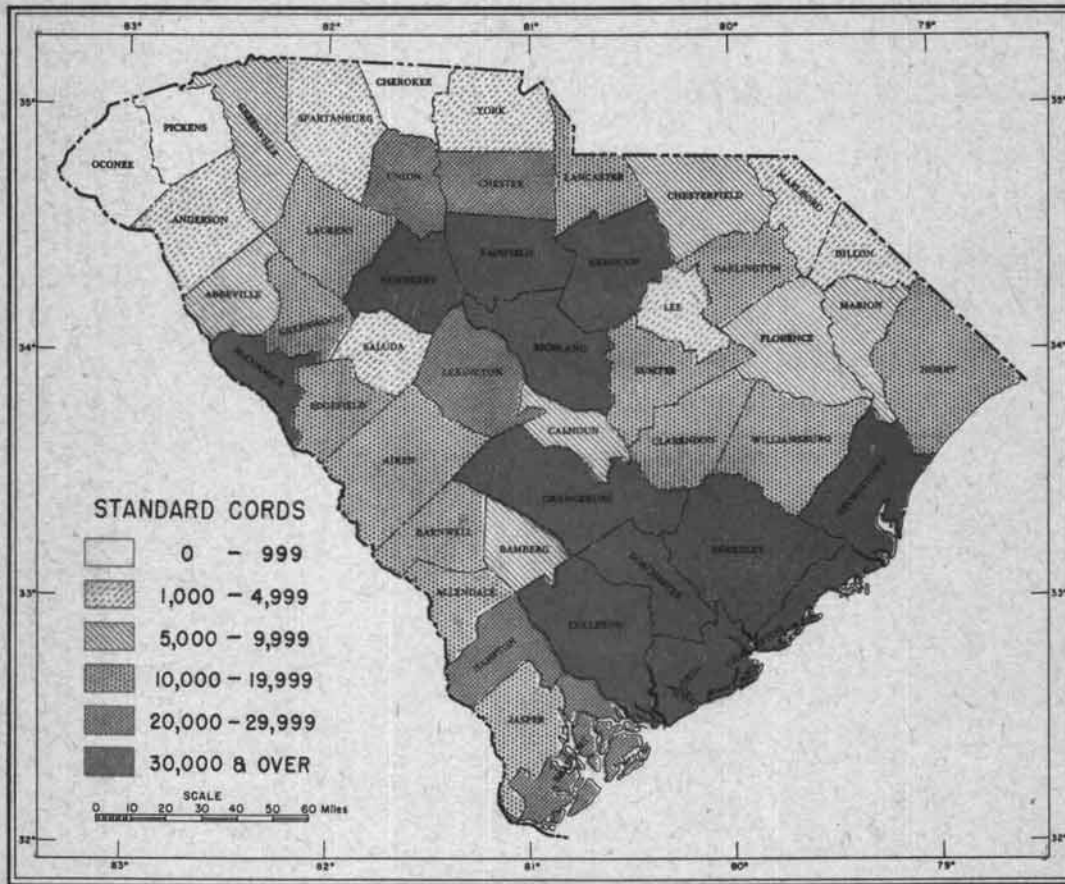 83° 82° 81° 80° 79°
35° 35°
CHEROKEE
YORK
SPARTANBURG
GREENVILLE
PICKENS
OCONEE
UNION
CHESTER
LANCASTER
CHESTERFIELD
MARLBORO
ANDERSON
LAURENS
DILLON
FAIRFIELD
KERSHAW
DARLINGTON
NEWBERRY
ABBEVILLE
LEE
MARION
GREENWOOD
FLORENCE
34° 34°
SALUDA
RICHLAND
McCORMICK
LEXINGTON
SUMTER
HORRY
EDGEFIELD
CALHOUN
CLARENDON
WILLIAMSBURG
AIKEN
GEORGETOWN
ORANGEBURG
STANDARD CORDS
BARNWELL
BAMBERG
BERKELEY
0 - 999
DORCHESTER
ALLENDALE
33° 33°
1,000 - 4,999
COLLETON
5,000 - 9,999
HAMPTON
10,000 - 19,999
JASPER
20,000 - 29,999
30,000 & OVER
SCALE
0 10 20 30 40 50 60 Miles
32° 32°
83° 82° 81° 80° 79°